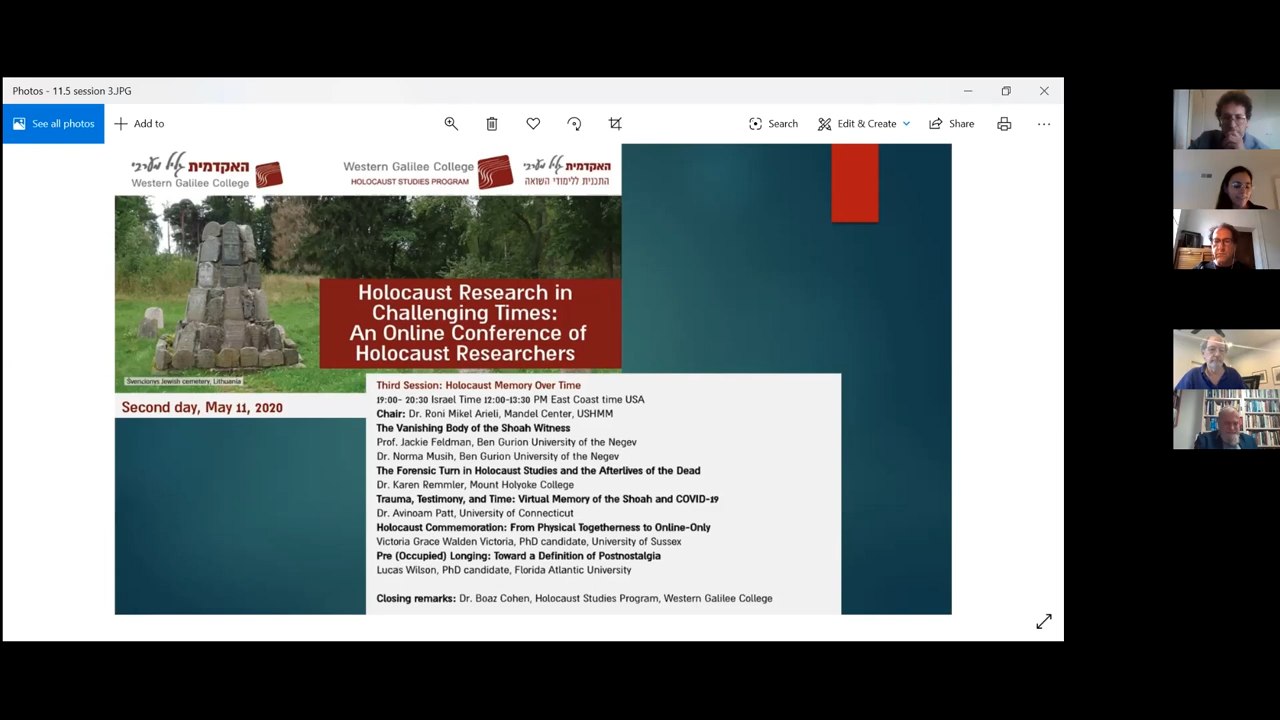 Photos - 11.5 session 3.JPG
See all photos
Add to
Search
Edit & Create
Share
האקדמית גליל מערבי
Western Galilee College
Western Galilee College
HOLOCAUST STUDIES PROGRAM
האקדמית גליל מערבי
התכנית ללימודי השואה
Holocaust Research in
Challenging Times:
An Online Conference of
Holocaust Researchers
Svencionys Jewish cemetery, Lithuania
Second day, May 11, 2020
Third Session: Holocaust Memory Over Time
19:00- 20:30 Israel Time 12:00-13:30 PM East Coast time USA
Chair: Dr. Roni Mikel Arieli, Mandel Center, USHMM
The Vanishing Body of the Shoah Witness
Prof. Jackie Feldman, Ben Gurion University of the Negev
Dr. Norma Musih, Ben Gurion University of the Negev
The Forensic Turn in Holocaust Studies and the Afterlives of the Dead
Dr. Karen Remmler, Mount Holyoke College
Trauma, Testimony, and Time: Virtual Memory of the Shoah and COVID-19
Dr. Avinoam Patt, University of Connecticut
Holocaust Commemoration: From Physical Togetherness to Online-Only
Victoria Grace Walden Victoria, PhD candidate, University of Sussex
Pre (Occupied) Longing: Toward a Definition of Postnostalgia
Lucas Wilson, PhD candidate, Florida Atlantic University
Closing remarks: Dr. Boaz Cohen, Holocaust Studies Program, Western Galilee College